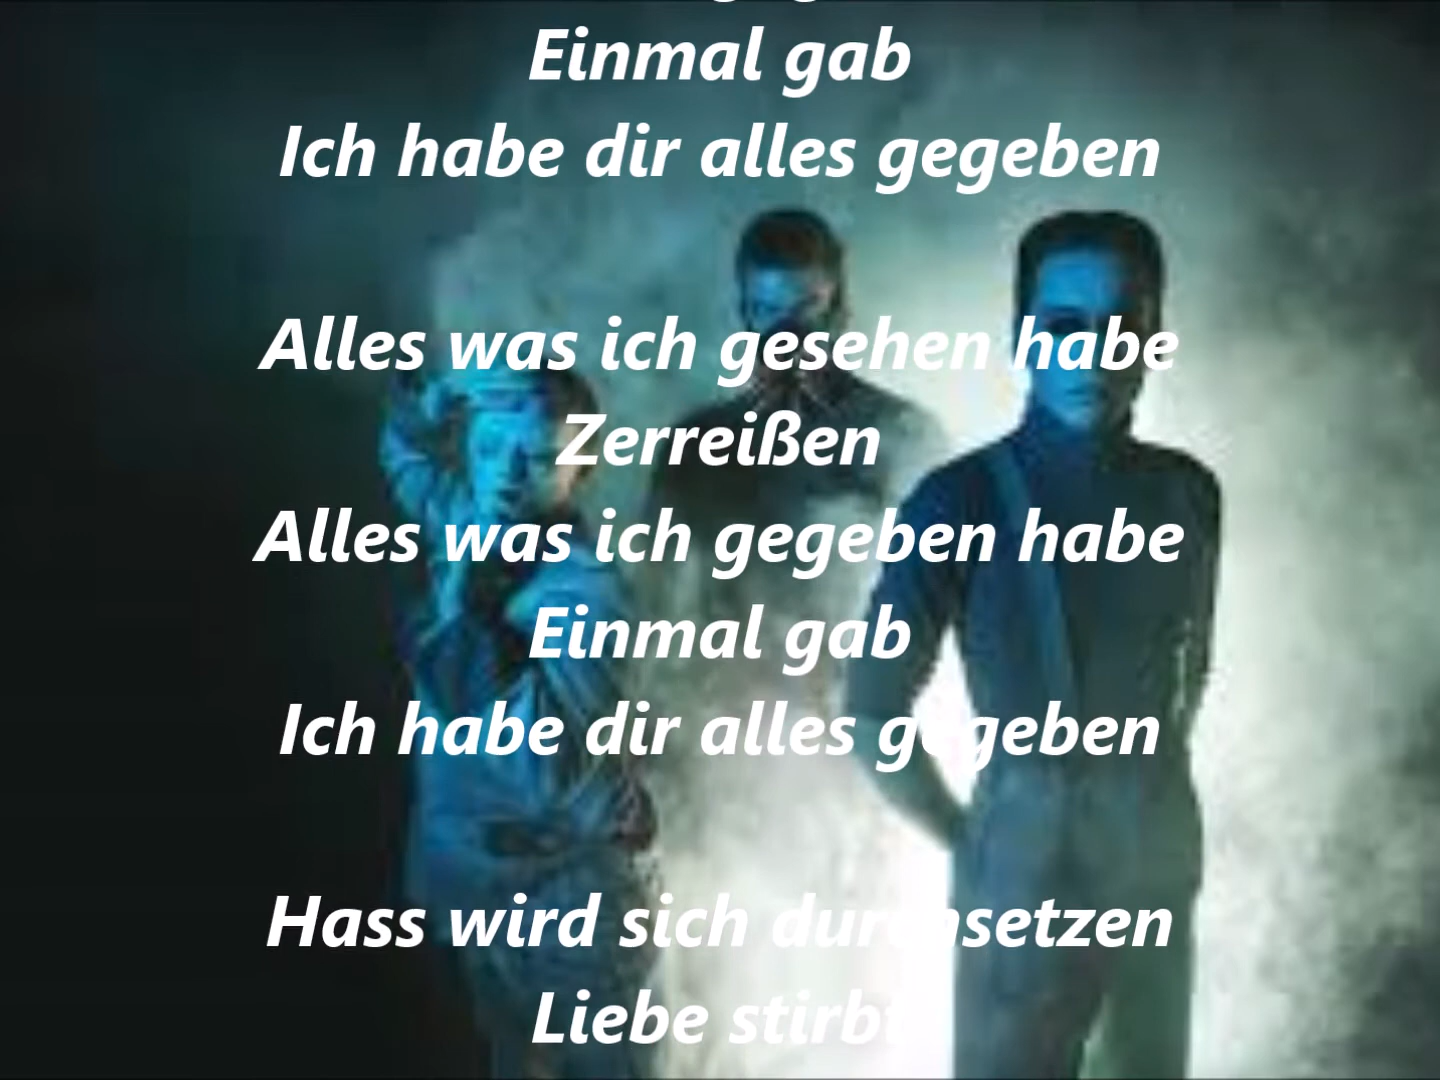 Einmal gab
Ich habe dir alles gegeben
Alles was ich gesehen habe
Zerreißen
Alles was ich gegeben habe
Einmal gab
Ich habe dir alles gegeben
Hass wird sich durchsetzen
Liebe stirbt